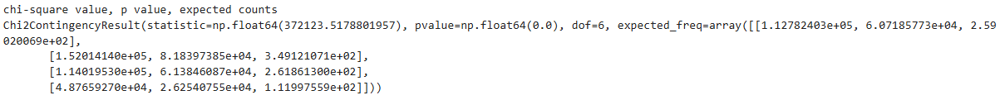 chi-square value, p value, expected counts
Chi2ContingencyResult(statistic=np.float64(372123.5178801957), pvalue=np.float64(0.0), dof=6, expected_freq=array([[1.12782403e+05, 6.07185773e+04, 2.59
020069e+02],
       [1.52014140e+05, 8.18397385e+04, 3.49121071e+02],
       [1.14019530e+05, 6.13846087e+04, 2.61861300e+02],
       [4.87659270e+04, 2.62540755e+04, 1.11997559e+02]]))